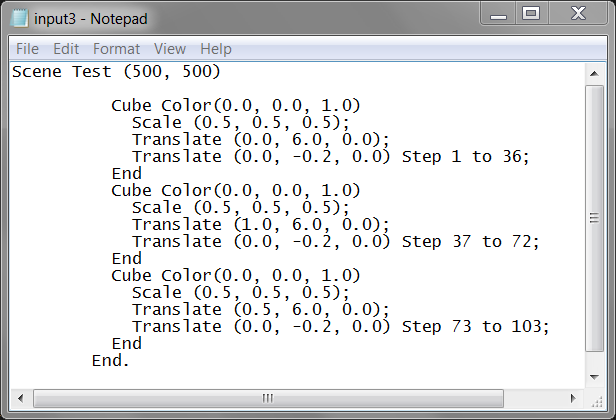 input3 - Notepad
File Edit Format View Help
Scene Test (500, 500)
Cube Color(0.0, 0.0, 1.0)
Scale (0.5, 0.5, 0.5);
Translate (0.0, 6.0, 0.0);
Translate (0.0, -0.2, 0.0) Step 1 to 36;
End
Cube Color(0.0, 0.0, 1.0)
Scale (0.5, 0.5, 0.5);
Translate (1.0, 6.0, 0.0);
Translate (0.0, -0.2, 0.0) Step 37 to 72;
End
Cube Color(0.0, 0.0, 1.0)
Scale (0.5, 0.5, 0.5);
Translate (0.5, 6.0, 0.0);
Translate (0.0, -0.2, 0.0) Step 73 to 103;
End
End.